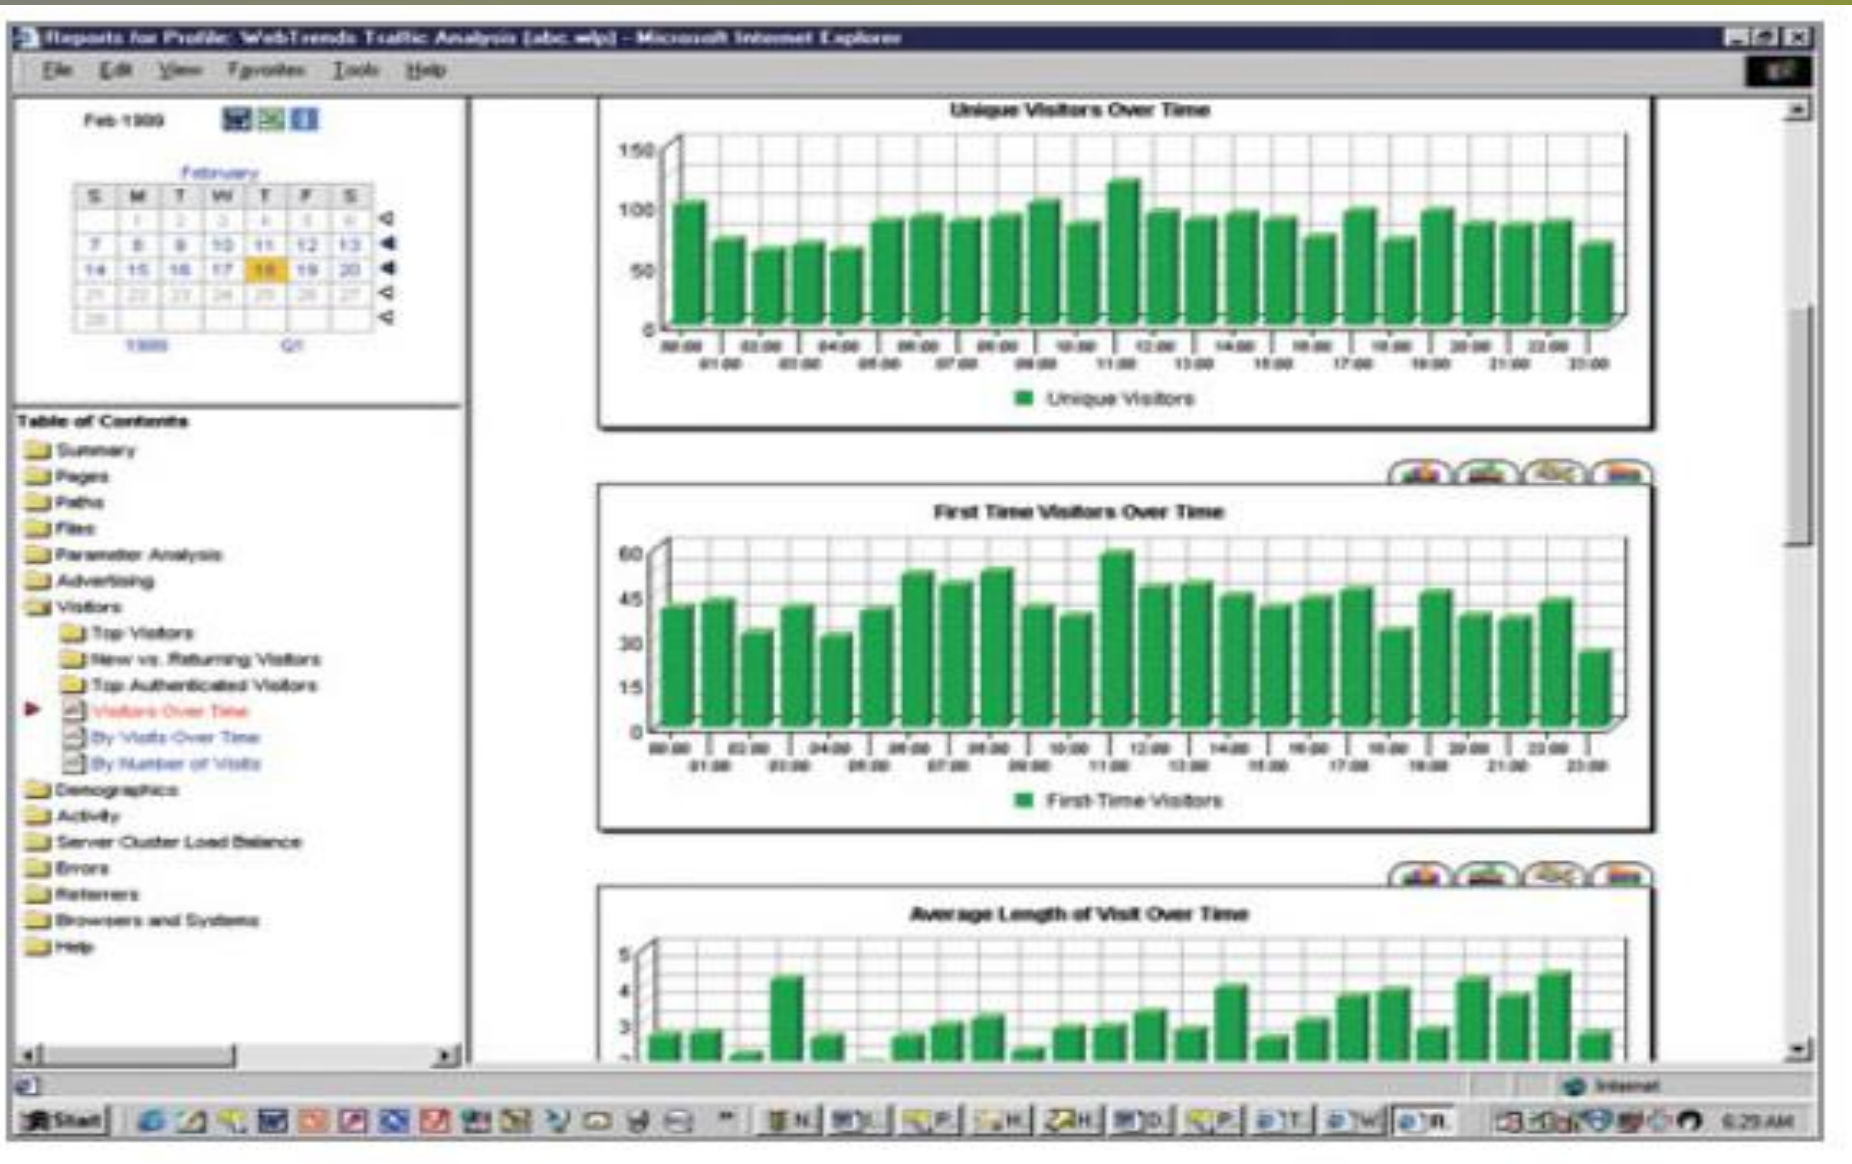 Reports for Profile: WebTrends Traffic Analysis (abc.wlp) - Microsoft Internet Explorer
File Edit View Favorites Tools Help
Feb 1999
February
S M T W T F S
1 2 3 4 5 6
7 8 9 10 11 12 13
14 15 16 17 18 19 20
21 22 23 24 25 26 27
28
1999 Q1
Table of Contents
Summary
Pages
Paths
Files
Parameter Analysis
Advertising
Visitors
Top Visitors
New vs. Returning Visitors
Top Authenticated Visitors
Visitors Over Time
By Visits Over Time
By Number of Visits
Demographics
Activity
Server Cluster Load Balance
Errors
Referrers
Browsers and Systems
Help
Unique Visitors Over Time
150
100
50
0
00:00 02:00 04:00 06:00 08:00 10:00 12:00 14:00 16:00 18:00 20:00 22:00
01:00 03:00 05:00 07:00 09:00 11:00 13:00 15:00 17:00 19:00 21:00 23:00
Unique Visitors
First Time Visitors Over Time
60
45
30
15
0
00:00 02:00 04:00 06:00 08:00 10:00 12:00 14:00 16:00 18:00 20:00 22:00
01:00 03:00 05:00 07:00 09:00 11:00 13:00 15:00 17:00 19:00 21:00 23:00
First-Time Visitors
Average Length of Visit Over Time
5
4
3
Internet
Start N. P. H. H. D. P. T. W R. 6:29 AM